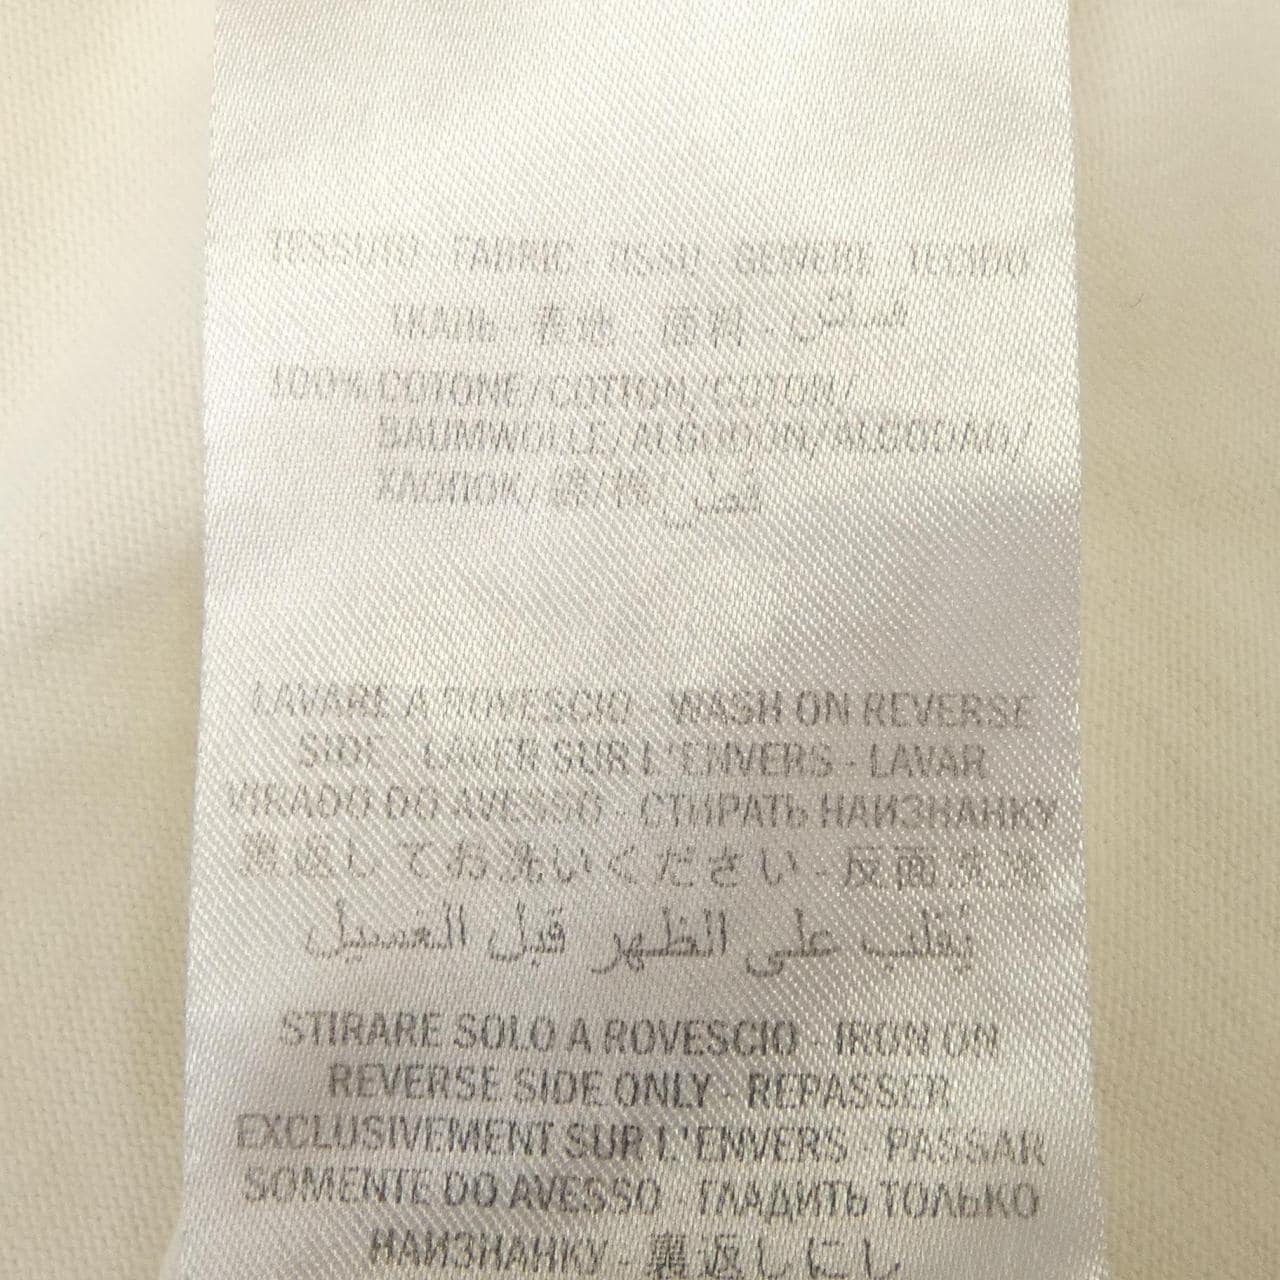 TESSUTO - FABRIC - TISSU - GEWEBE - TECIDO
ТКАНЬ - 表地 - 面料 -
100% COTONE/COTTON/COTON/
BAUMWOLLE/ALGODON/ALGODAO/
ХЛОПОК/綿/棉/قطن
LAVARE A ROVESCIO - WASH ON REVERSE
SIDE - LAVER SUR L'ENVERS - LAVAR
VIRADO DO AVESSO - СТИРАТЬ НАИЗНАНКУ
裏返してお洗いください - 反面洗涤
يُقلب على الظهر قبل الغسيل
STIRARE SOLO A ROVESCIO - IRON ON
REVERSE SIDE ONLY - REPASSER
EXCLUSIVEMENT SUR L'ENVERS - PASSAR
SOMENTE DO AVESSO - ГЛАДИТЬ ТОЛЬКО
НАИЗНАНКУ - 裏返しにし